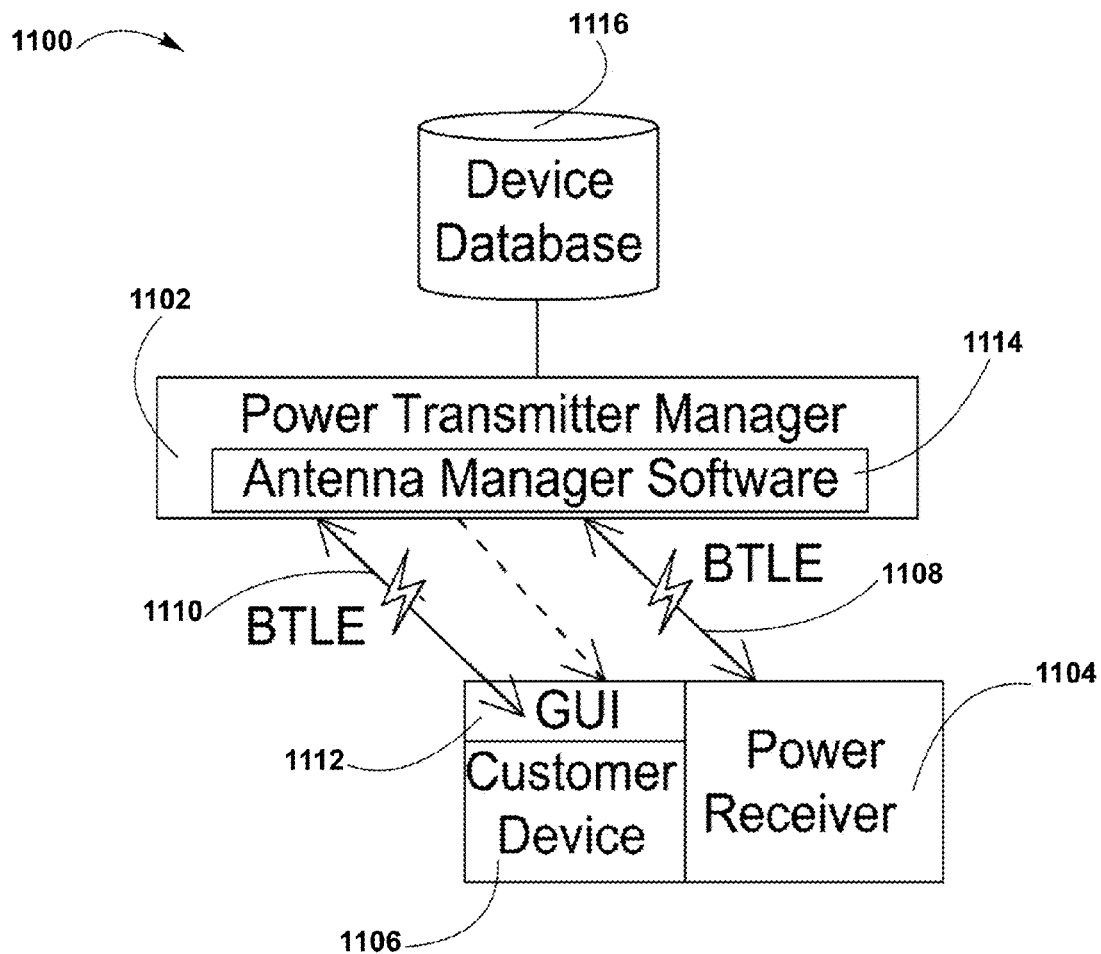 1100
1116
Device
Database
1102
1114
Power Transmitter Manager
Antenna Manager Software
BTLE
1108
1110
BTLE
1104
GUI
1112
Power
Receiver
Customer
Device
1106